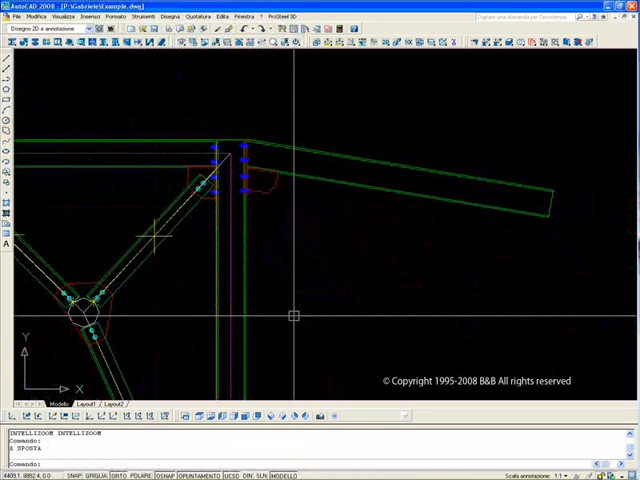 AutoCAD 2008 - [P:\Gabriele\Esempio.dwg]
File Modifica Visualizza Inserisci Formato Strumenti Disegna Quotatura Edita Finestra ? ProSteel 3D
Digitare una domanda per l'assistenza
Disegno 2D e annotazione
Y
X
© Copyright 1995-2008 B&B All rights reserved
Modello Layout1 Layout2
INTELLIZOOM INTELLIZOOM
Comando:
A SPOSTA
Comando:
SNAP GRIGLIA ORTO POLARE OSNAP OPUNTAMENTO UCSD DIN SLN MODELLO
Scala annotazione: 1:1